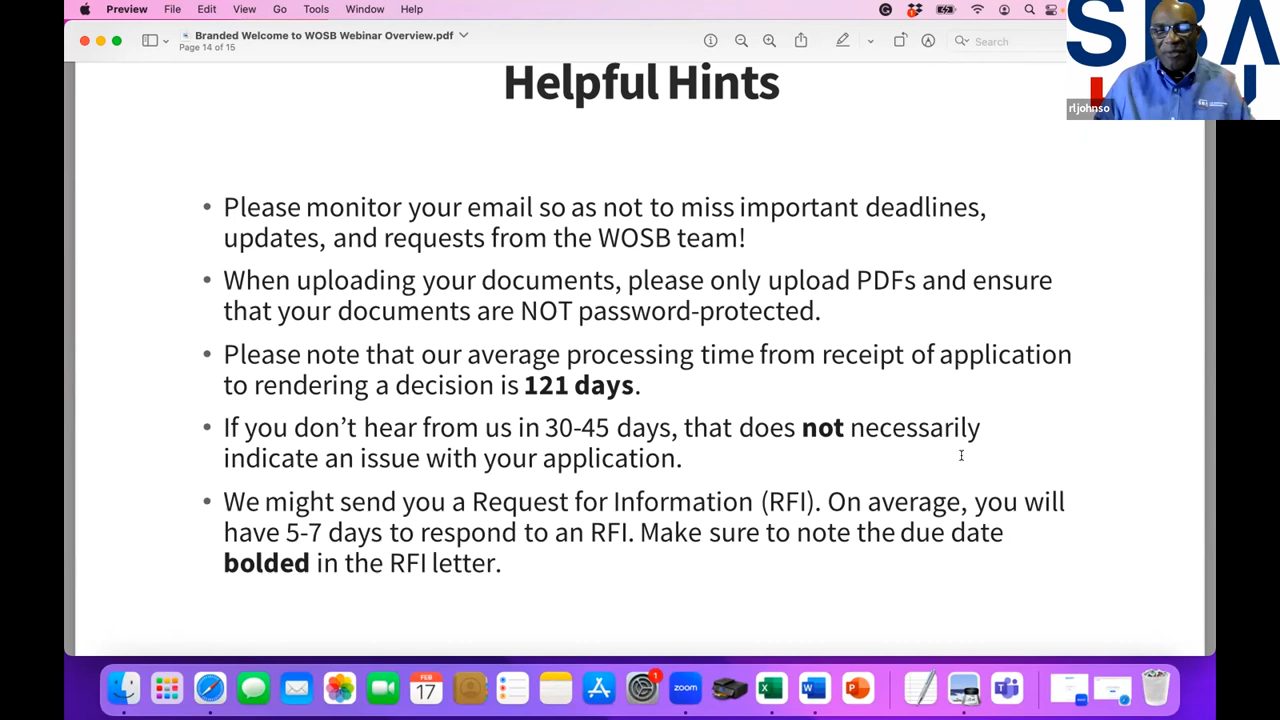 Preview File Edit View Go Tools Window Help
Branded Welcome to WOSB Webinar Overview.pdf
Page 14 of 15
Search
SBA
rljohnso
SBA
Helpful Hints
• Please monitor your email so as not to miss important deadlines,
updates, and requests from the WOSB team!
• When uploading your documents, please only upload PDFs and ensure
that your documents are NOT password-protected.
• Please note that our average processing time from receipt of application
to rendering a decision is 121 days.
• If you don’t hear from us in 30-45 days, that does not necessarily
indicate an issue with your application.
• We might send you a Request for Information (RFI). On average, you will
have 5-7 days to respond to an RFI. Make sure to note the due date
bolded in the RFI letter.
FEB
17
1
zoom